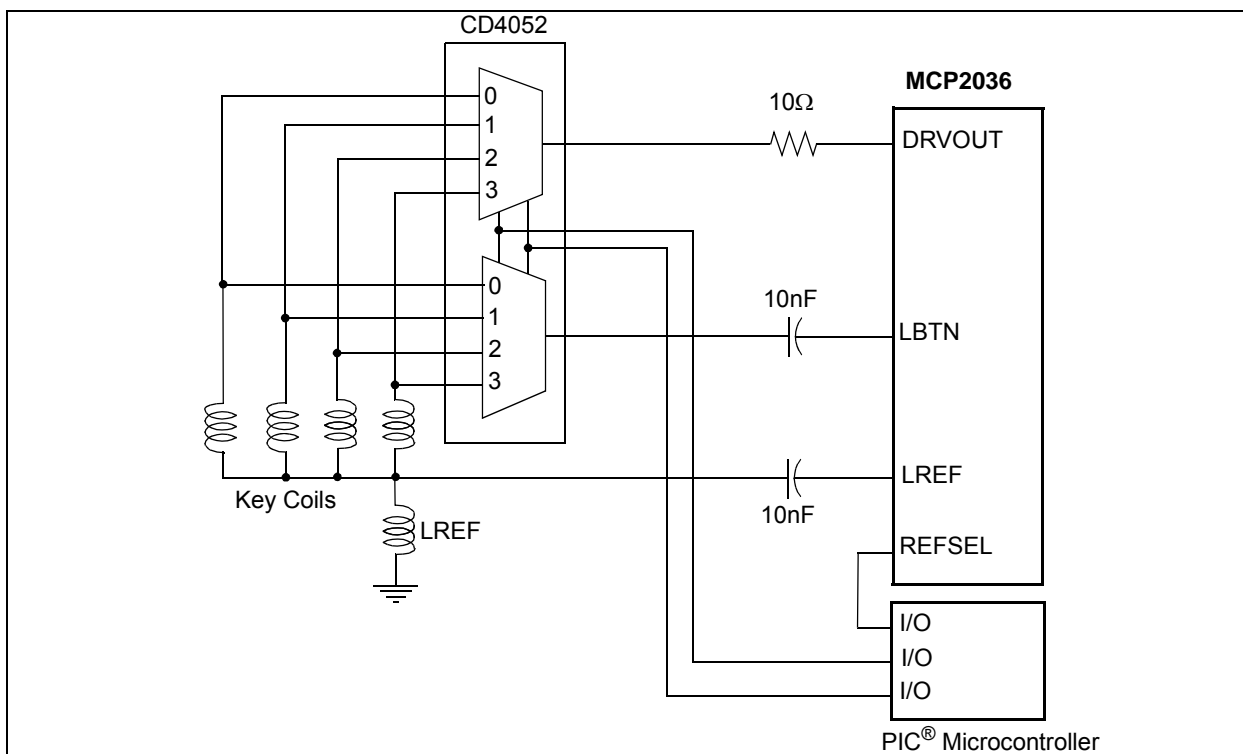 CD4052
MCP2036
0
1
2
3
10Ω
DRVOUT
0
1
2
3
10nF
LBTN
Key Coils
10nF
LREF
LREF
REFSEL
I/O
I/O
I/O
PIC® Microcontroller